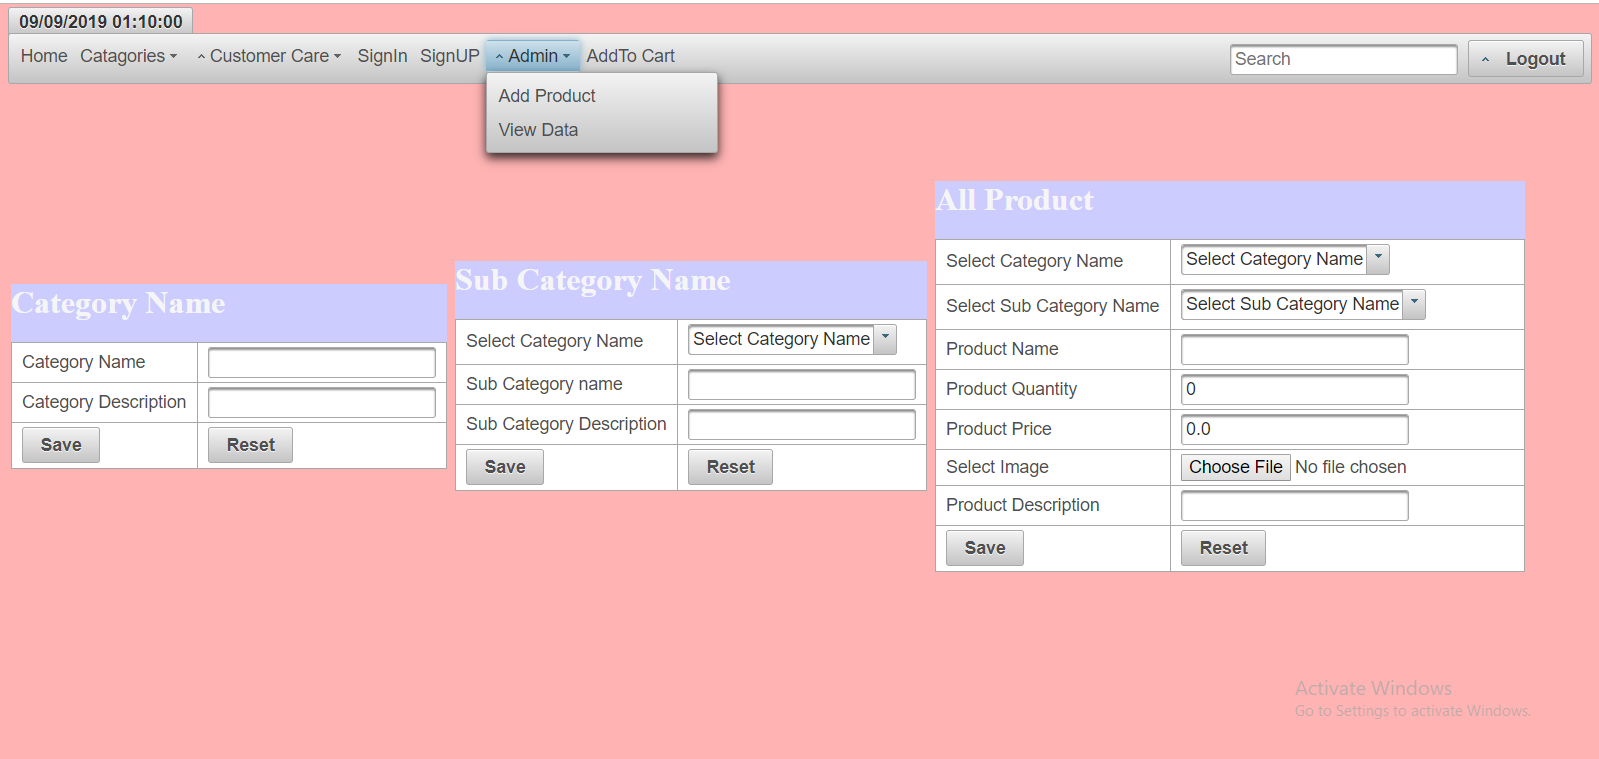 09/09/2019 01:10:00
Home Catagories Customer Care SignIn SignUP Admin AddTo Cart Search Logout
Add Product
View Data
Category Name
Category Name
Category Description
Save Reset
Sub Category Name
Select Category Name Select Category Name
Sub Category name
Sub Category Description
Save Reset
All Product
Select Category Name Select Category Name
Select Sub Category Name Select Sub Category Name
Product Name
Product Quantity 0
Product Price 0.0
Select Image Choose File No file chosen
Product Description
Save Reset
Activate Windows
Go to Settings to activate Windows.